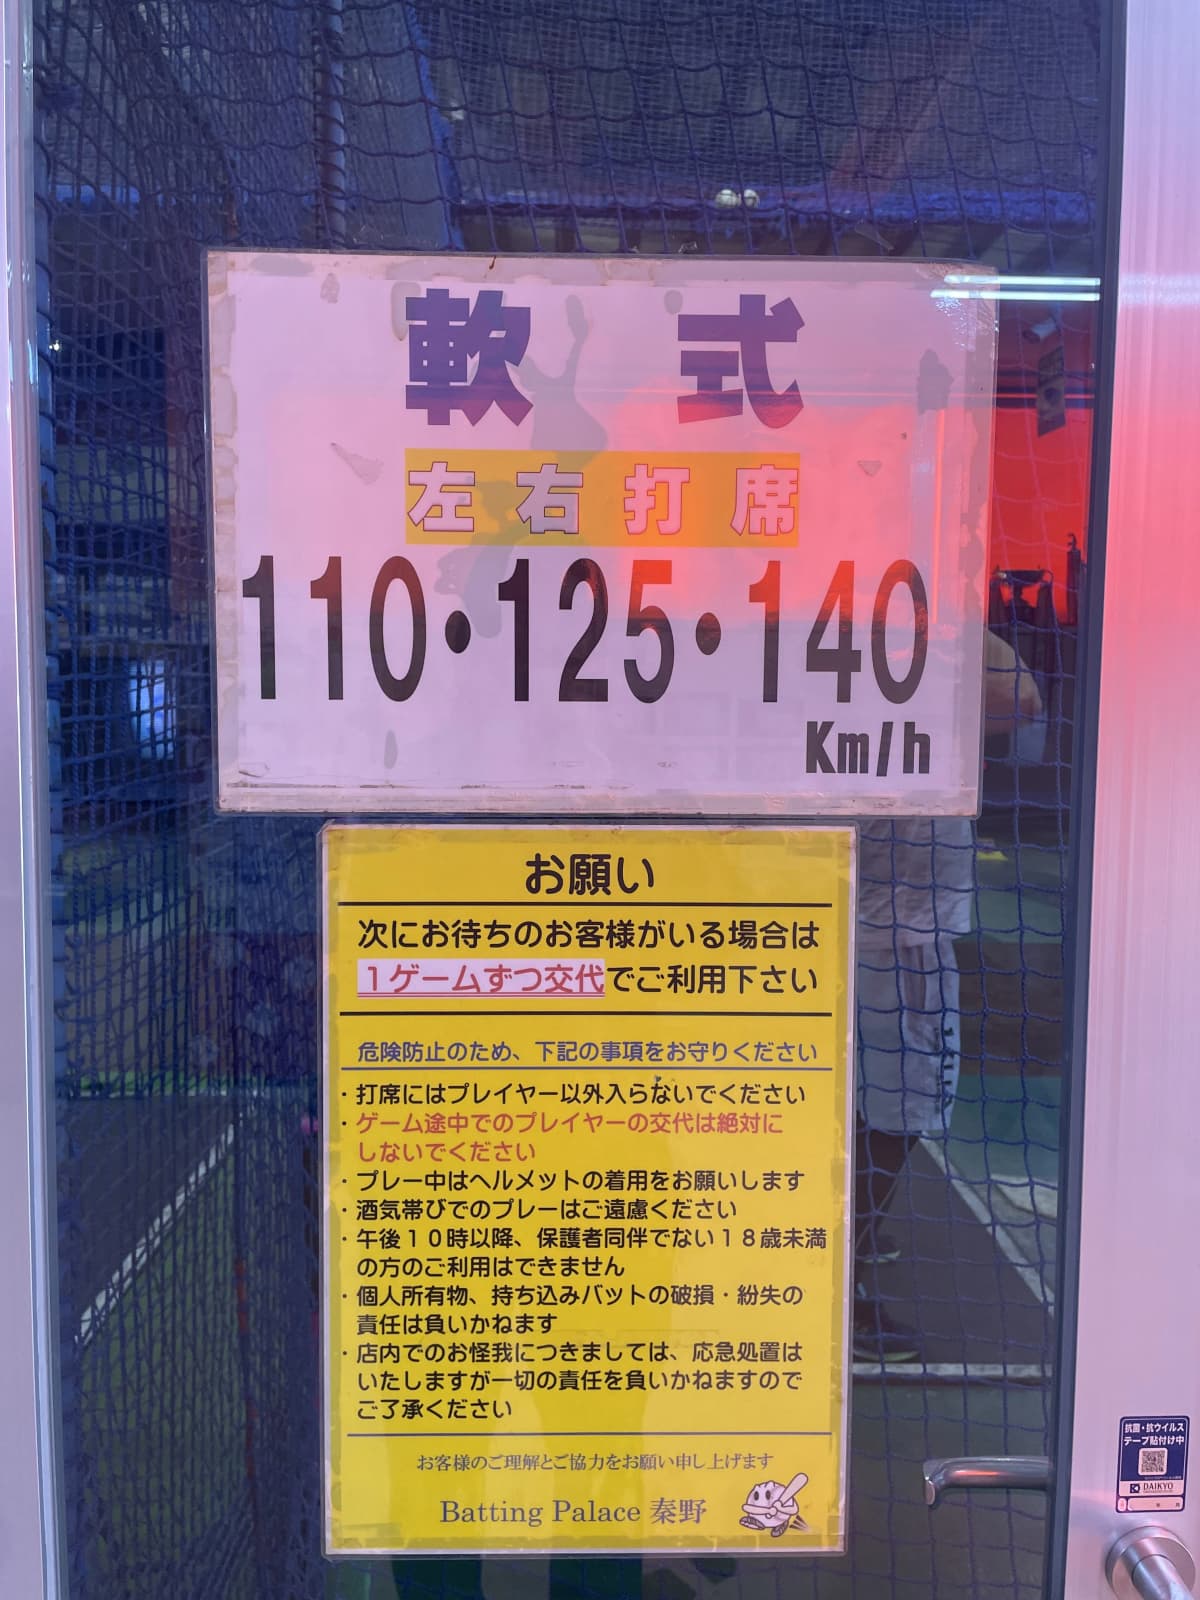 軟式
左右打席
110・125・140
Km/h
お願い
次にお待ちのお客様がいる場合は
１ゲームずつ交代でご利用下さい
危険防止のため、下記の事項をお守りください
・打席にはプレイヤー以外入らないでください
・ゲーム途中でのプレイヤーの交代は絶対に
しないでください
・プレー中はヘルメットの着用をお願いします
・酒気帯びでのプレーはご遠慮ください
・午後１０時以降、保護者同伴でない１８歳未満
の方のご利用はできません
・個人所有物、持ち込みバットの破損・紛失の
責任は負いかねます
・店内でのお怪我につきましては、応急処置は
いたしますが一切の責任を負いかねますので
ご了承ください
お客様のご理解とご協力をお願い申し上げます
Batting Palace 秦野
抗菌・抗ウイルス
テープ貼付け中
DAIKYO